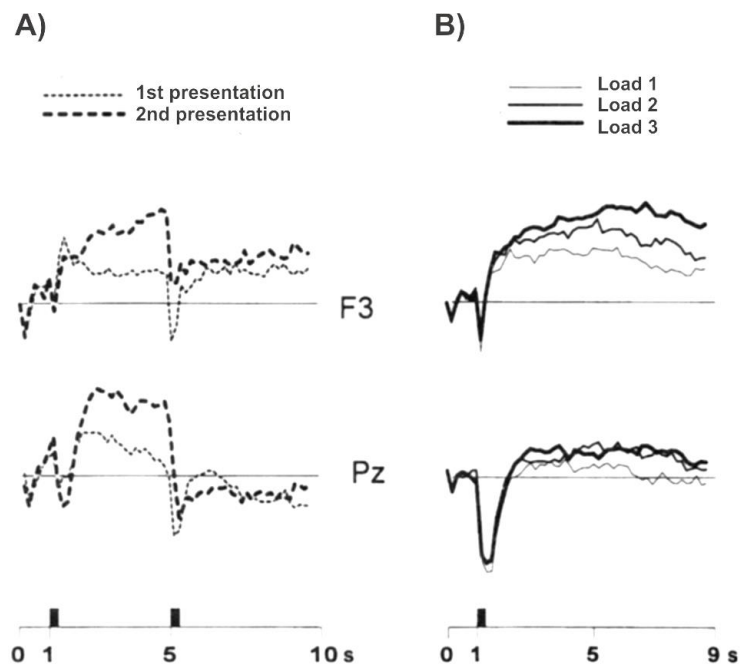 A)
B)
1st presentation
2nd presentation
Load 1
Load 2
Load 3
F3
Pz
0 1 5 10 s
0 1 5 9 s